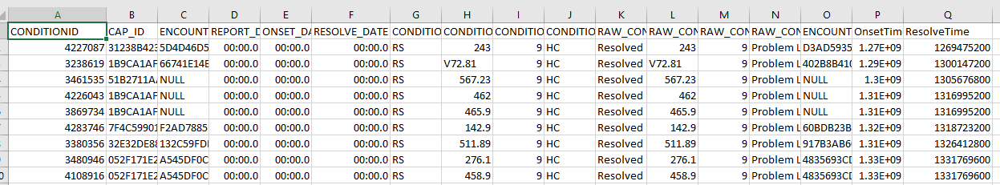 A B C D E F G H I J K L M N O P Q
CONDITIONID CAP_ID ENCOUNT REPORT_D ONSET_DA RESOLVE_DATE CONDITIO CONDITIO CONDITIO CONDITIO RAW_CON RAW_CON RAW_CON RAW_CON ENCOUNT OnsetTim ResolveTime
4227087 31238B423 5D4D46D5 00:00.0 00:00.0 00:00.0 RS 243 9 HC Resolved 243 9 Problem L D3AD5935 1.27E+09 1269475200
3238619 1B9CA1AF 66741E14E 00:00.0 00:00.0 00:00.0 RS V72.81 9 HC Resolved V72.81 9 Problem L 402B8B41 1.29E+09 1300147200
3461535 51B2711A NULL 00:00.0 00:00.0 00:00.0 RS 567.23 9 HC Resolved 567.23 9 Problem L NULL 1.3E+09 1305676800
4226043 1B9CA1AF NULL 00:00.0 00:00.0 00:00.0 RS 462 9 HC Resolved 462 9 Problem L NULL 1.31E+09 1316995200
3869734 1B9CA1AF NULL 00:00.0 00:00.0 00:00.0 RS 465.9 9 HC Resolved 465.9 9 Problem L NULL 1.31E+09 1316995200
4283746 7F4C59901 F2AD7885 00:00.0 00:00.0 00:00.0 RS 142.9 9 HC Resolved 142.9 9 Problem L 60BDB23B 1.32E+09 1318723200
3380356 32E32DE88 132C59FD 00:00.0 00:00.0 00:00.0 RS 511.89 9 HC Resolved 511.89 9 Problem L 917B3AB6 1.31E+09 1326412800
3480946 052F171E2 A545DF0C 00:00.0 00:00.0 00:00.0 RS 276.1 9 HC Resolved 276.1 9 Problem L 4835693CD 1.33E+09 1331769600
4108916 052F171E2 A545DF0C 00:00.0 00:00.0 00:00.0 RS 458.9 9 HC Resolved 458.9 9 Problem L 4835693CD 1.33E+09 1331769600